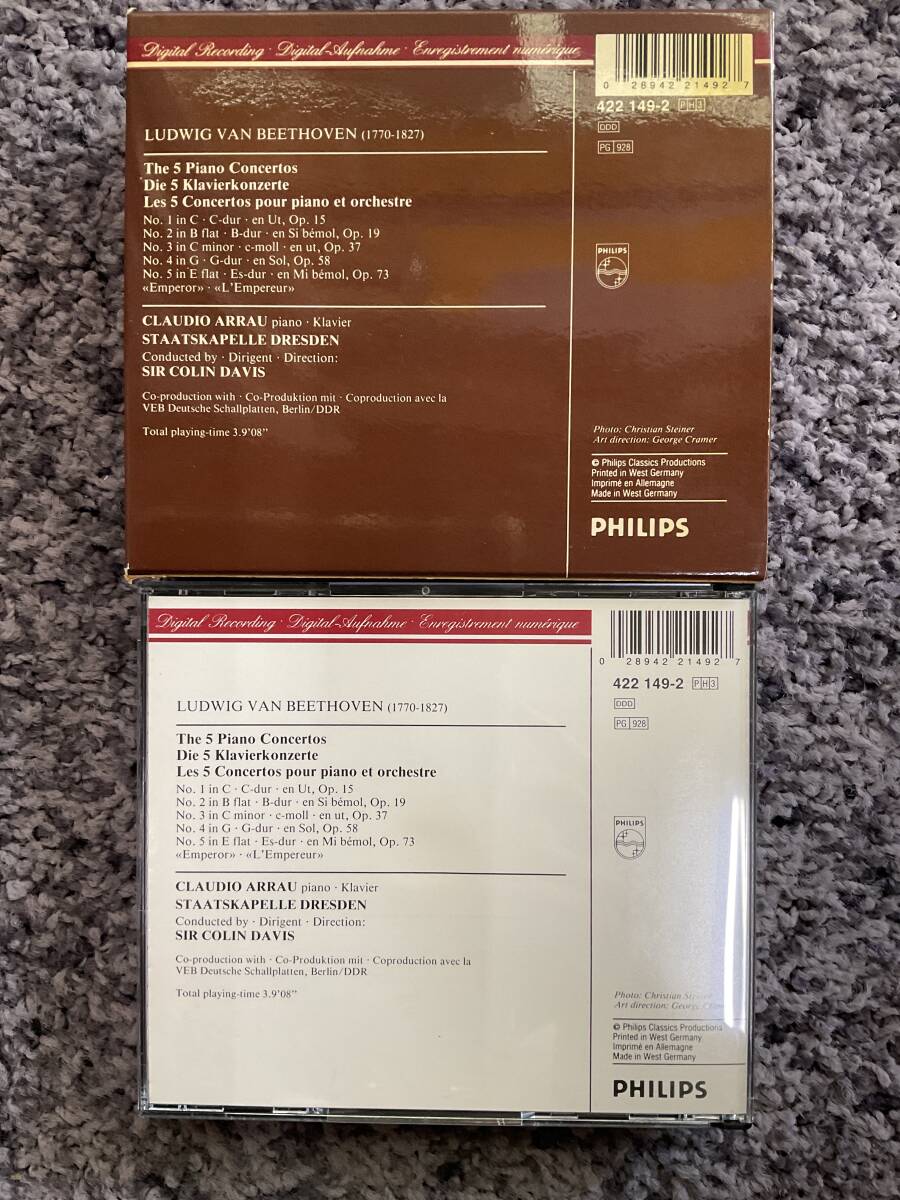 Digital Recording · Digital-Aufnahme · Enregistrement numérique
LUDWIG VAN BEETHOVEN (1770-1827)
The 5 Piano Concertos
Die 5 Klavierkonzerte
Les 5 Concertos pour piano et orchestre
No. 1 in C · C-dur · en Ut, Op. 15
No. 2 in B flat · B-dur · en Si bémol, Op. 19
No. 3 in C minor · c-moll · en ut, Op. 37
No. 4 in G · G-dur · en Sol, Op. 58
No. 5 in E flat · Es-dur · en Mi bémol, Op. 73
«Emperor» · «L'Empereur»
CLAUDIO ARRAU piano · Klavier
STAATSKAPELLE DRESDEN
Conducted by · Dirigent · Direction:
SIR COLIN DAVIS
Co-production with · Co-Produktion mit · Coproduction avec la
VEB Deutsche Schallplatten, Berlin/DDR
Total playing-time 3.9'08"
0 28942 21492 7
422 149-2 PH3
DDD
PG 928
PHILIPS
Photo: Christian Steiner
Art direction: George Cramer
© Philips Classics Productions
Printed in West Germany
Imprimé en Allemagne
Made in West Germany
PHILIPS
Digital Recording · Digital-Aufnahme · Enregistrement numérique
LUDWIG VAN BEETHOVEN (1770-1827)
The 5 Piano Concertos
Die 5 Klavierkonzerte
Les 5 Concertos pour piano et orchestre
No. 1 in C · C-dur · en Ut, Op. 15
No. 2 in B flat · B-dur · en Si bémol, Op. 19
No. 3 in C minor · c-moll · en ut, Op. 37
No. 4 in G · G-dur · en Sol, Op. 58
No. 5 in E flat · Es-dur · en Mi bémol, Op. 73
«Emperor» · «L'Empereur»
CLAUDIO ARRAU piano · Klavier
STAATSKAPELLE DRESDEN
Conducted by · Dirigent · Direction:
SIR COLIN DAVIS
Co-production with · Co-Produktion mit · Coproduction avec la
VEB Deutsche Schallplatten, Berlin/DDR
Total playing-time 3.9'08"
0 28942 21492 7
422 149-2 PH3
DDD
PG 928
PHILIPS
Photo: Christian Steiner
Art direction: George Cramer
© Philips Classics Productions
Printed in West Germany
Imprimé en Allemagne
Made in West Germany
PHILIPS